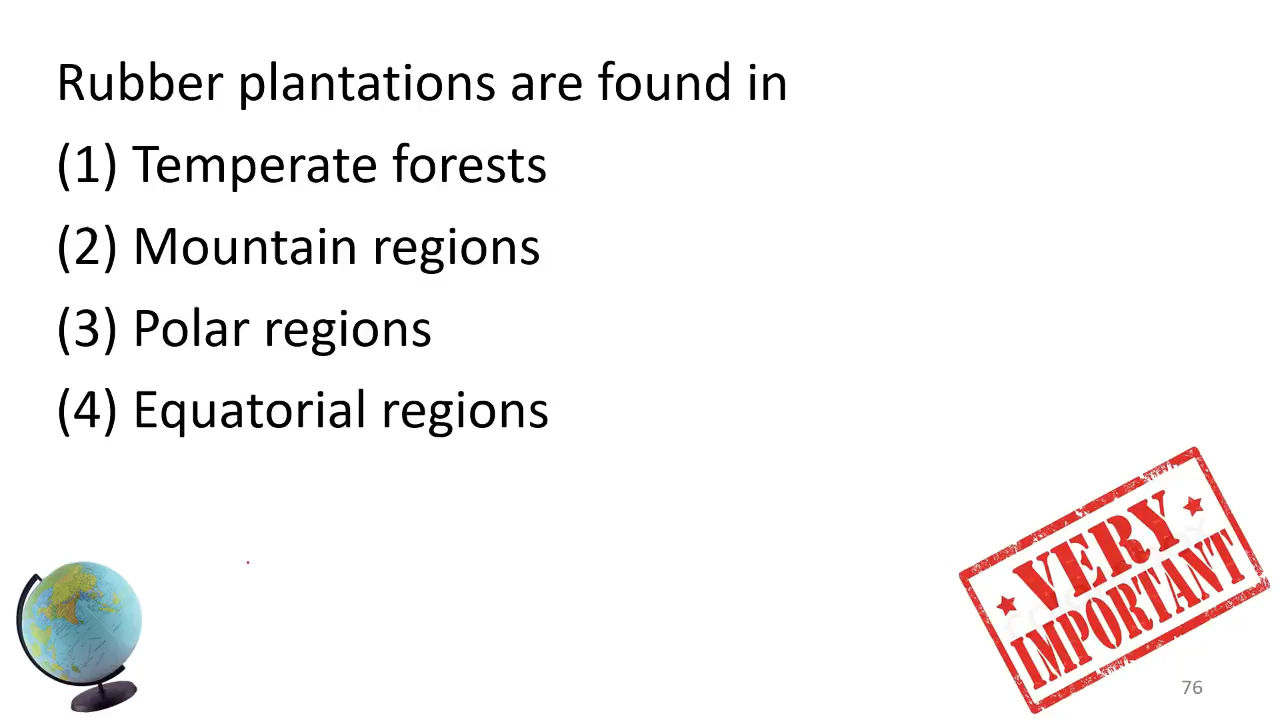 Rubber plantations are found in
(1) Temperate forests
(2) Mountain regions
(3) Polar regions
(4) Equatorial regions
VERY
IMPORTANT
76